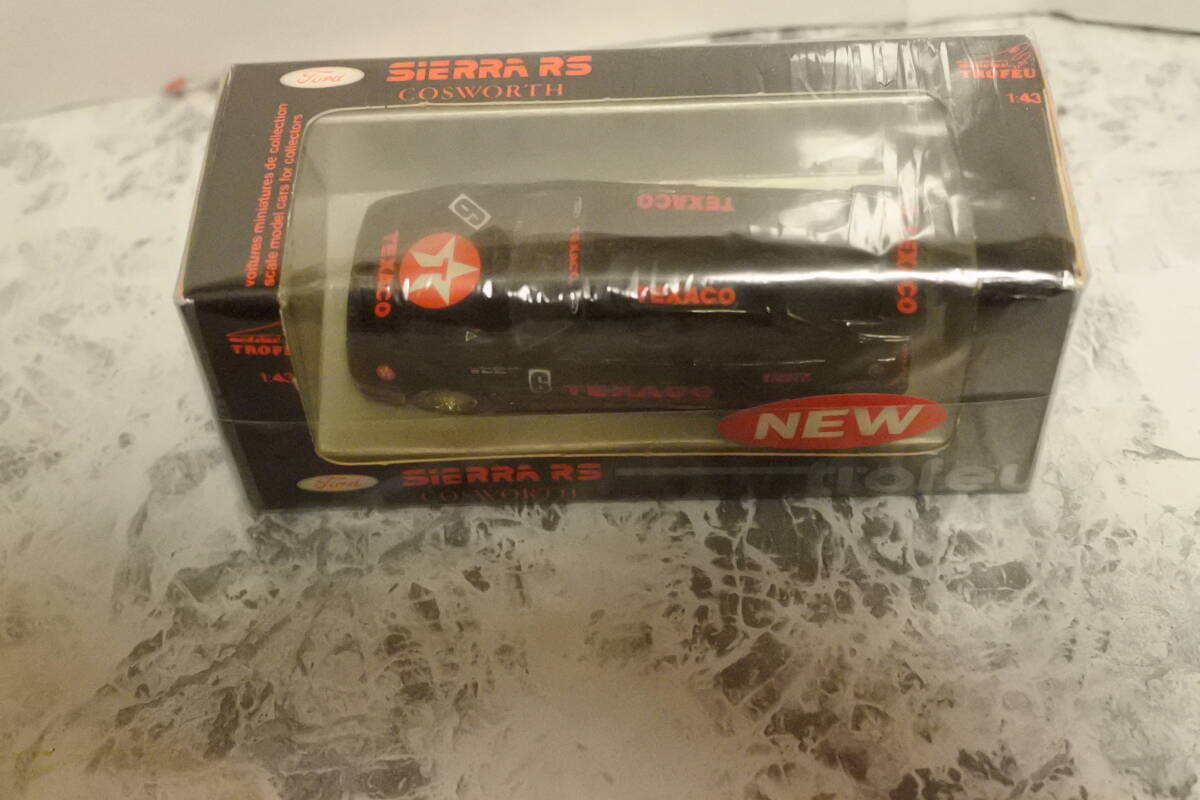 Ford
SIERRA RS
COSWORTH
TROFEU
1:43
voitures miniatures de collection
scale model cars for collectors
TEXACO
TEXACO
T
TEXACO
TEXACO
TEXACO
6
TEXACO
NEW
TROFEU
1:43
Ford
SIERRA RS
COSWORTH
trofeu